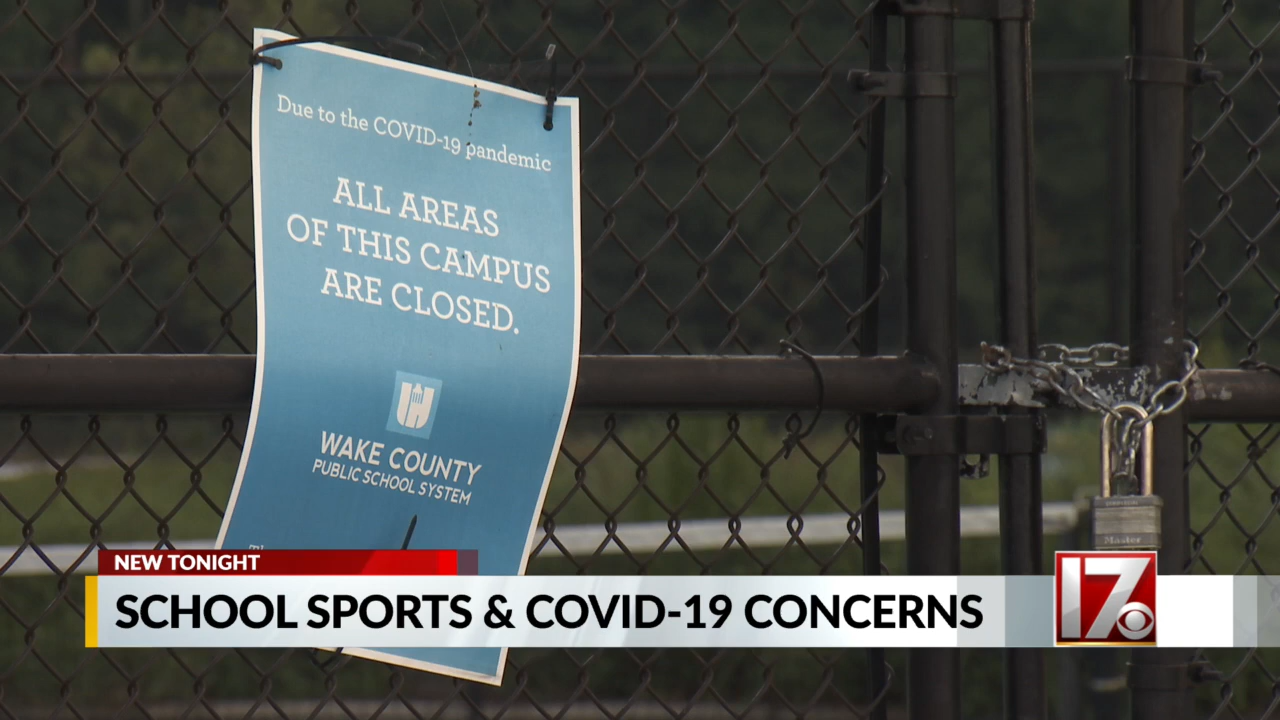 Due to the COVID-19 pandemic
ALL AREAS
OF THIS CAMPUS
ARE CLOSED.
WAKE COUNTY
PUBLIC SCHOOL SYSTEM
Master
NEW TONIGHT
SCHOOL SPORTS & COVID-19 CONCERNS
17